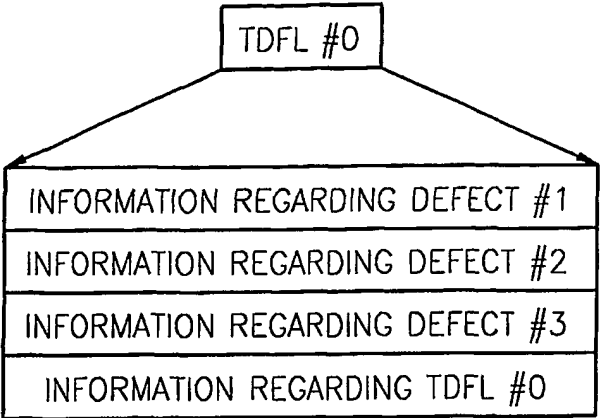 TDFL #0
INFORMATION REGARDING DEFECT #1
INFORMATION REGARDING DEFECT #2
INFORMATION REGARDING DEFECT #3
INFORMATION REGARDING TDFL #0